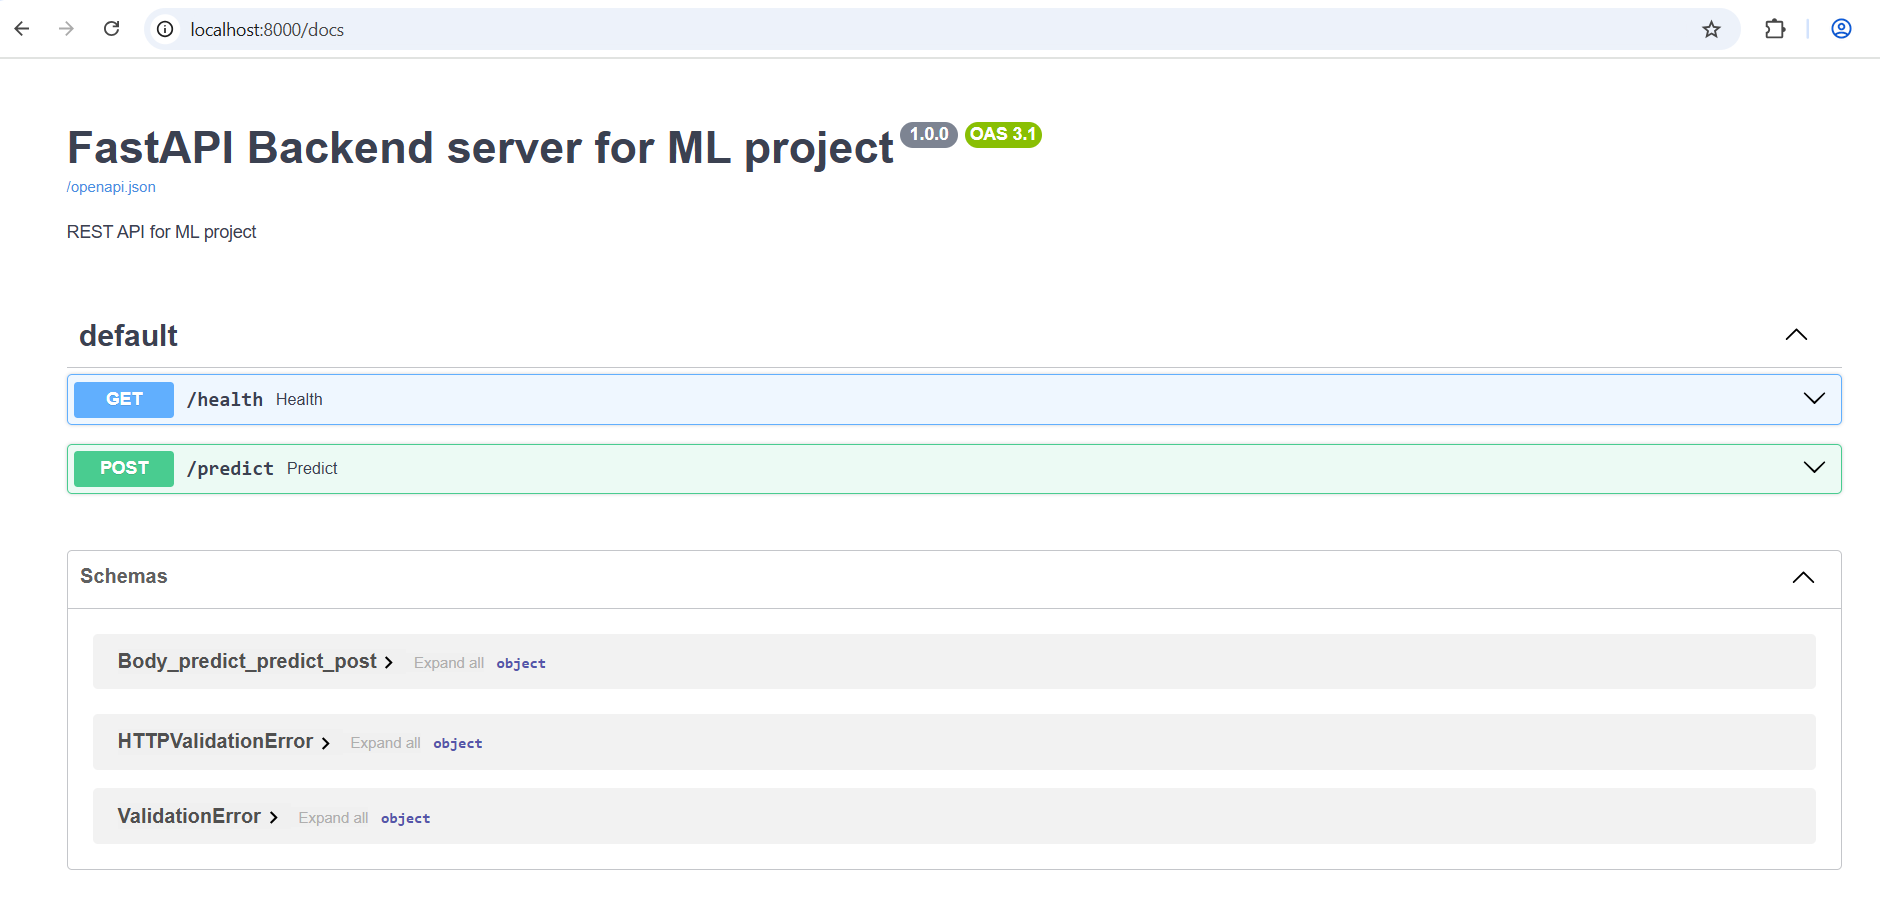 localhost:8000/docs
FastAPI Backend server for ML project 1.0.0 OAS 3.1
/openapi.json
REST API for ML project
default
GET /health Health
POST /predict Predict
Schemas
Body_predict_predict_post Expand all object
HTTPValidationError Expand all object
ValidationError Expand all object